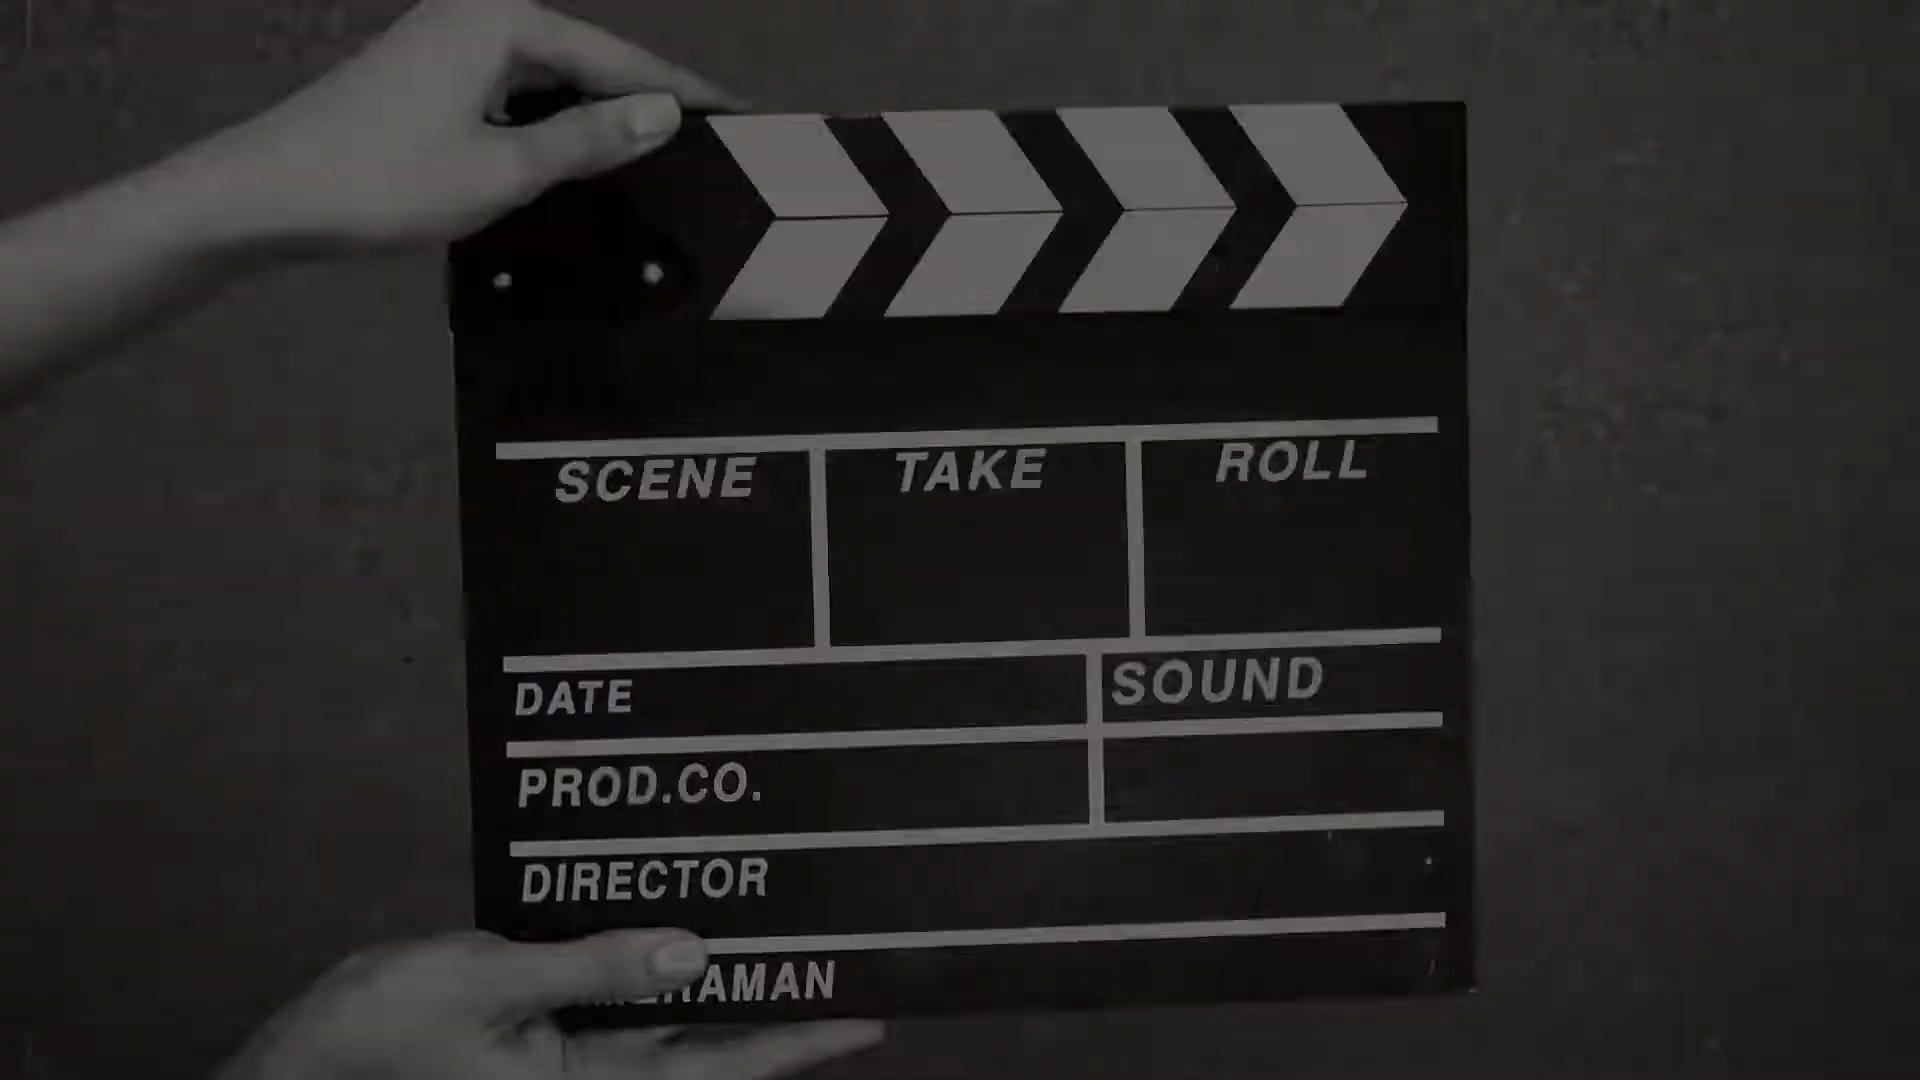 SCENE TAKE ROLL
DATE SOUND
PROD.CO.
DIRECTOR